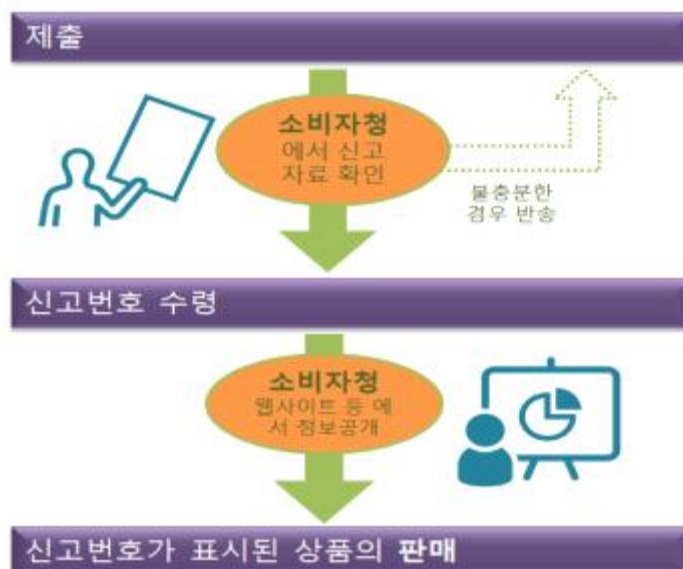 제출
소비자청
에서 신고
자료 확인
불충분한
경우 반송
신고번호 수령
소비자청
웹사이트 등 에
서 정보공개
신고번호가 표시된 상품의 판매